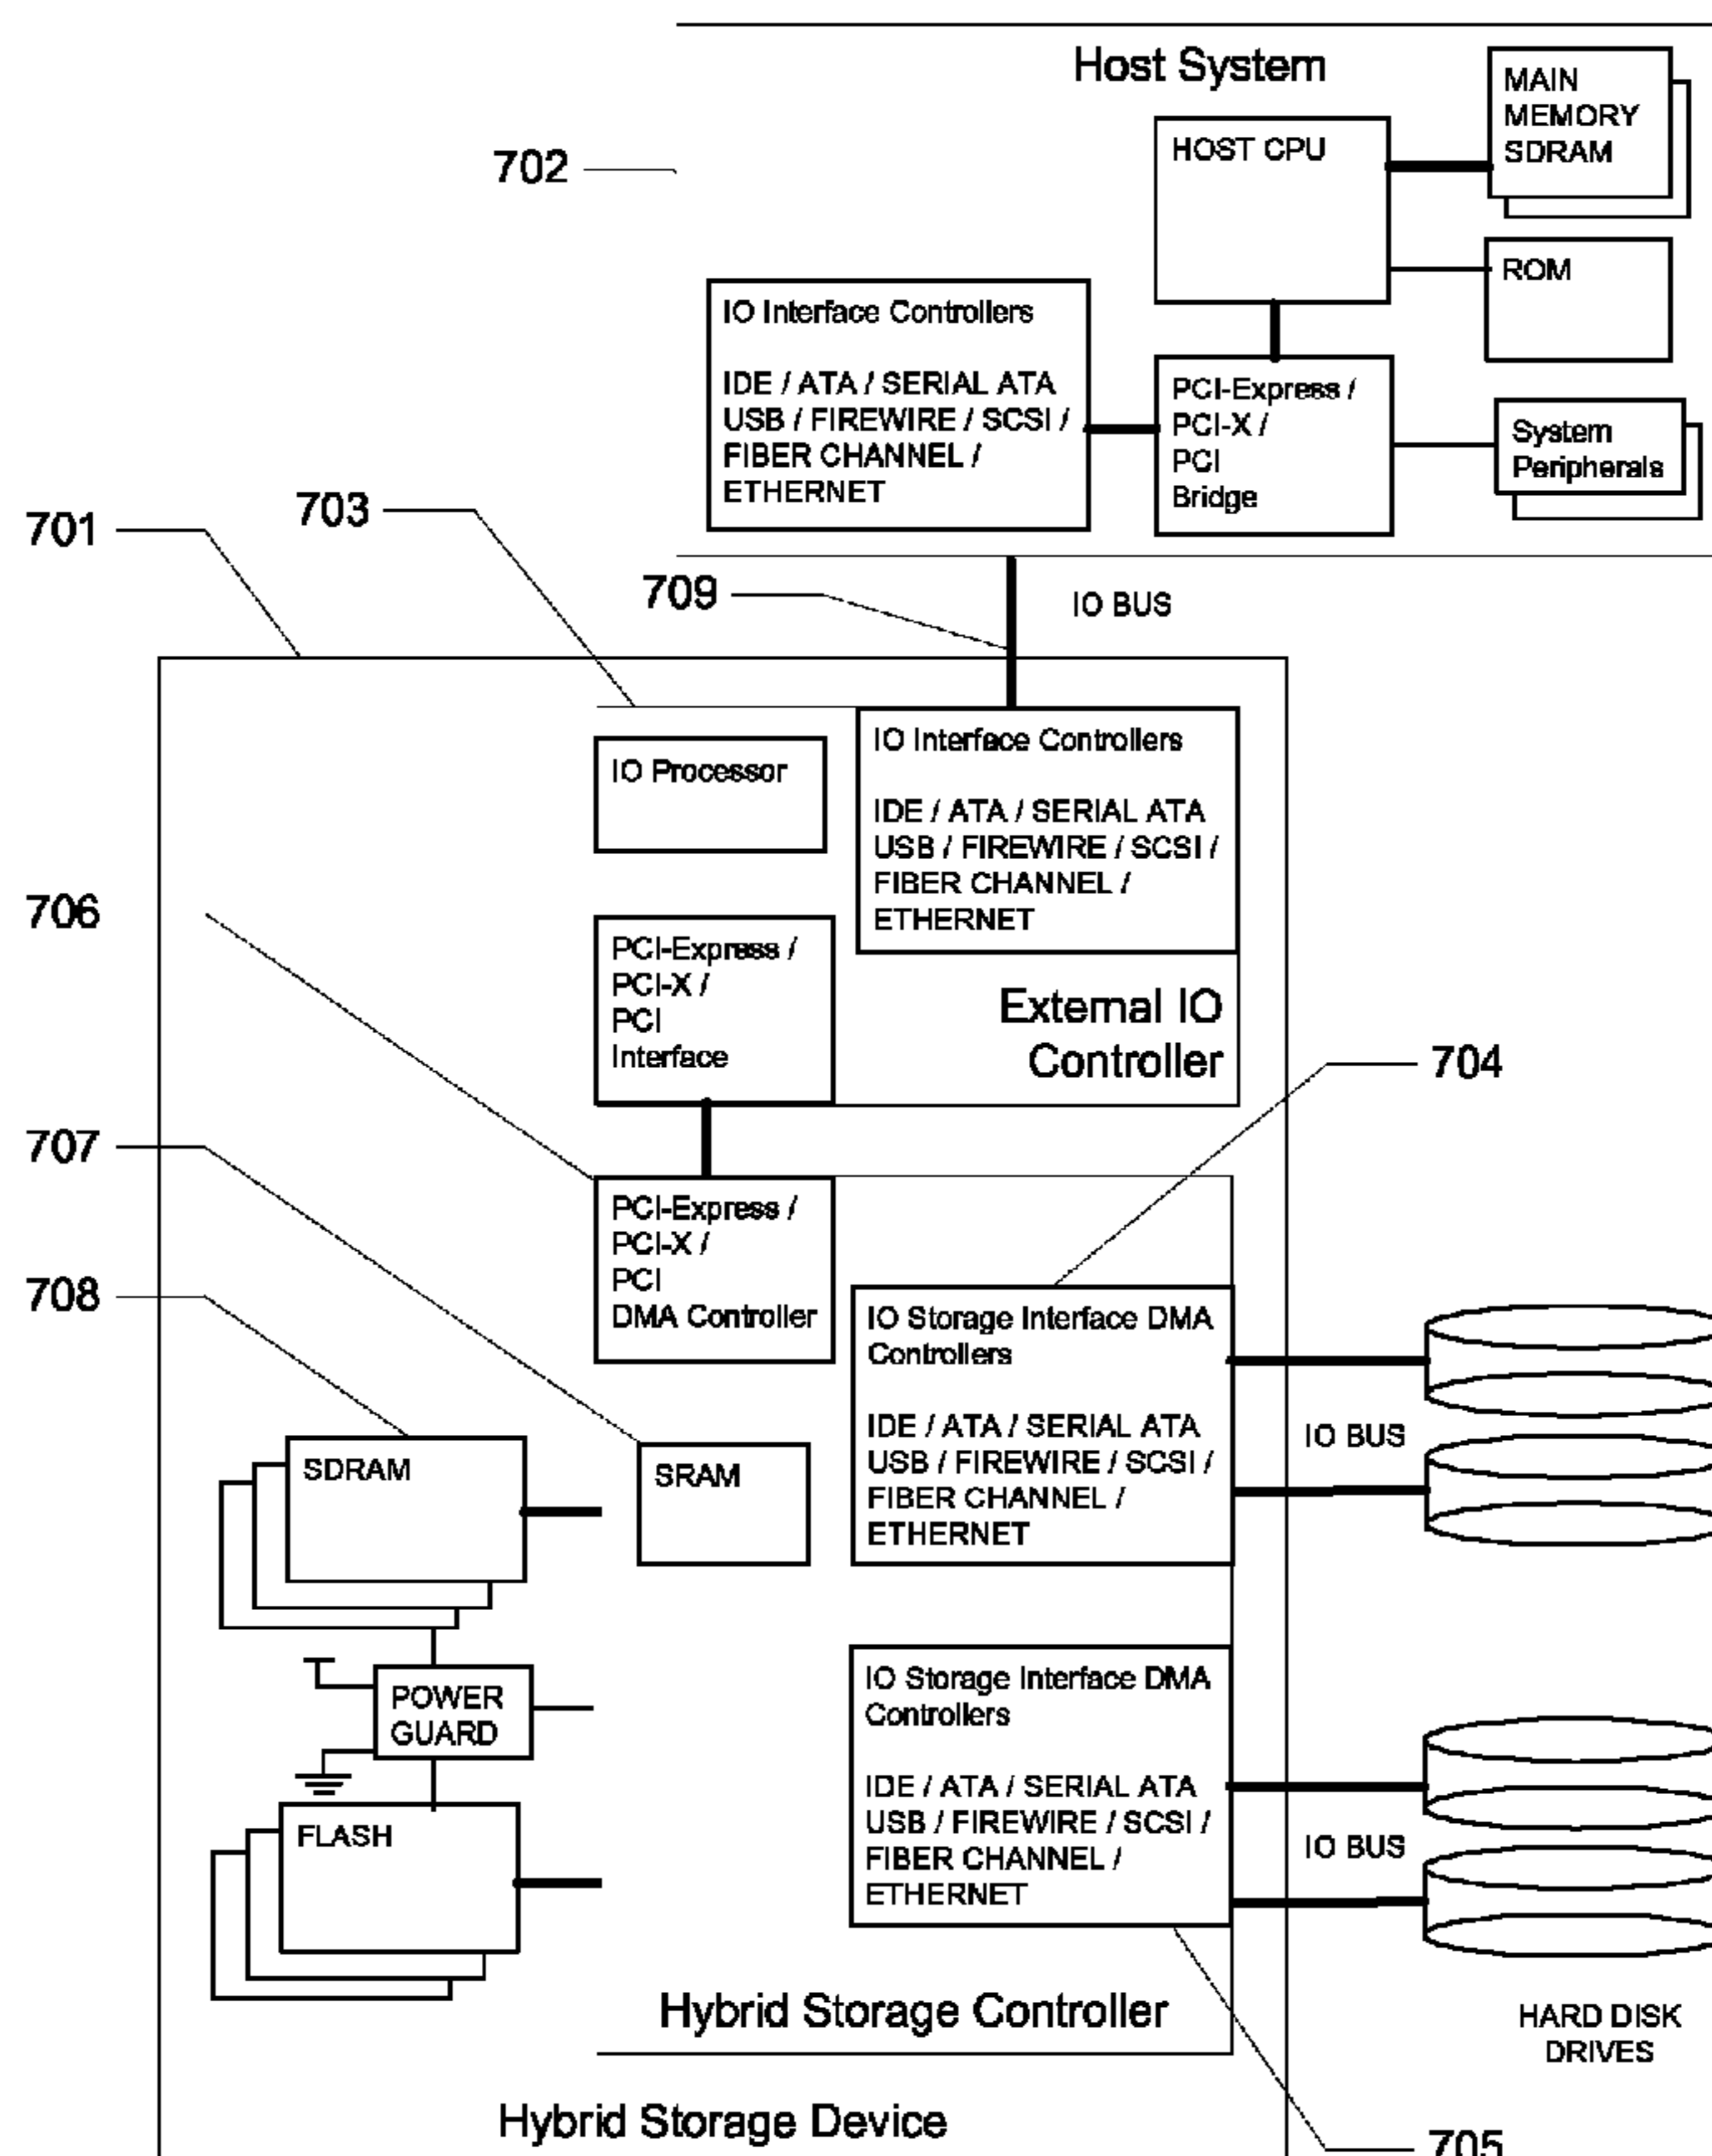 Host System
MAIN
MEMORY
SDRAM
HOST CPU
702
ROM
IO Interface Controllers
IDE / ATA / SERIAL ATA
USB / FIREWIRE / SCSI /
FIBER CHANNEL /
ETHERNET
PCI-Express /
PCI-X /
PCI
Bridge
System
Peripherals
703
701
709
IO BUS
IO Processor
IO Interface Controllers
IDE / ATA / SERIAL ATA
USB / FIREWIRE / SCSI /
FIBER CHANNEL /
ETHERNET
706
PCI-Express /
PCI-X /
PCI
Interface
External IO
Controller
704
707
PCI-Express /
PCI-X /
PCI
DMA Controller
708
IO Storage Interface DMA
Controllers
IDE / ATA / SERIAL ATA
USB / FIREWIRE / SCSI /
FIBER CHANNEL /
ETHERNET
IO BUS
SDRAM
SRAM
POWER
GUARD
IO Storage Interface DMA
Controllers
IDE / ATA / SERIAL ATA
USB / FIREWIRE / SCSI /
FIBER CHANNEL /
ETHERNET
IO BUS
FLASH
Hybrid Storage Controller
HARD DISK
DRIVES
Hybrid Storage Device
705